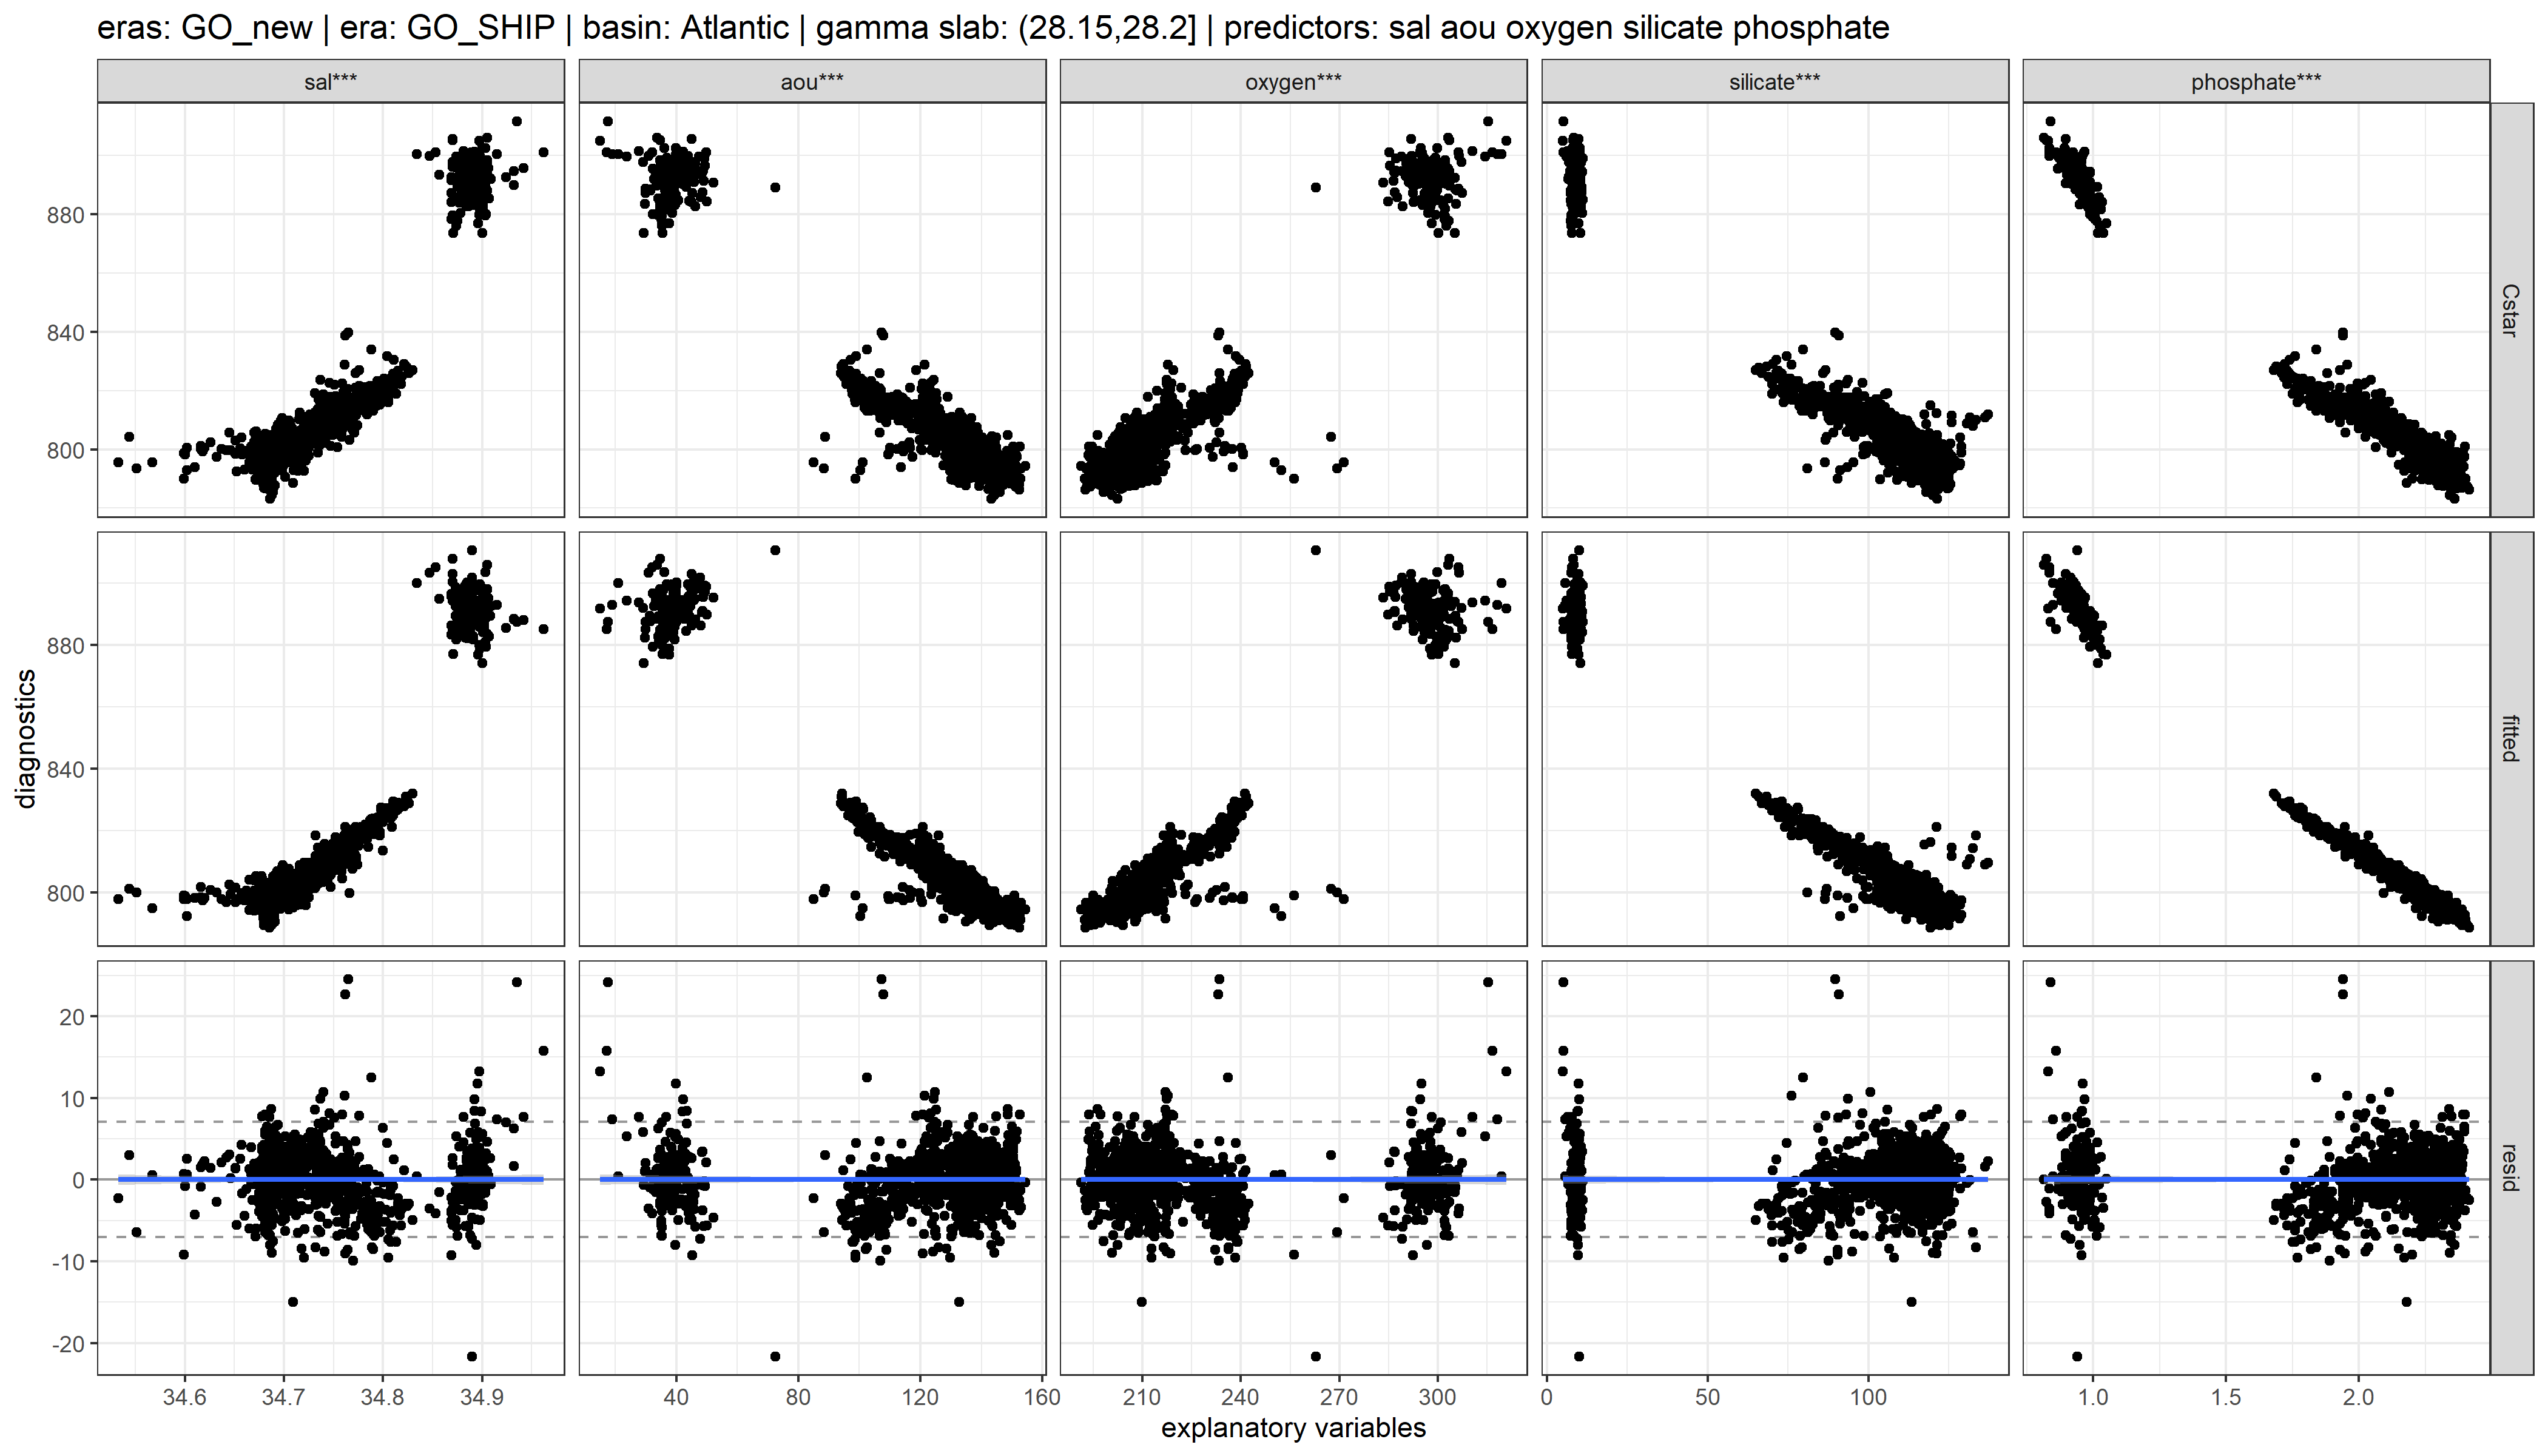 eras: GO_new | era: GO_SHIP | basin: Atlantic | gamma slab: (28.15,28.2] | predictors: sal aou oxygen silicate phosphate
sal*** aou*** oxygen*** silicate*** phosphate***
880
840
800
Cstar
880
840
800
fitted
diagnostics
20
10
0
-10
-20
resid
34.6 34.7 34.8 34.9 40 80 120 160 210 240 270 300 0 50 100 1.0 1.5 2.0
explanatory variables